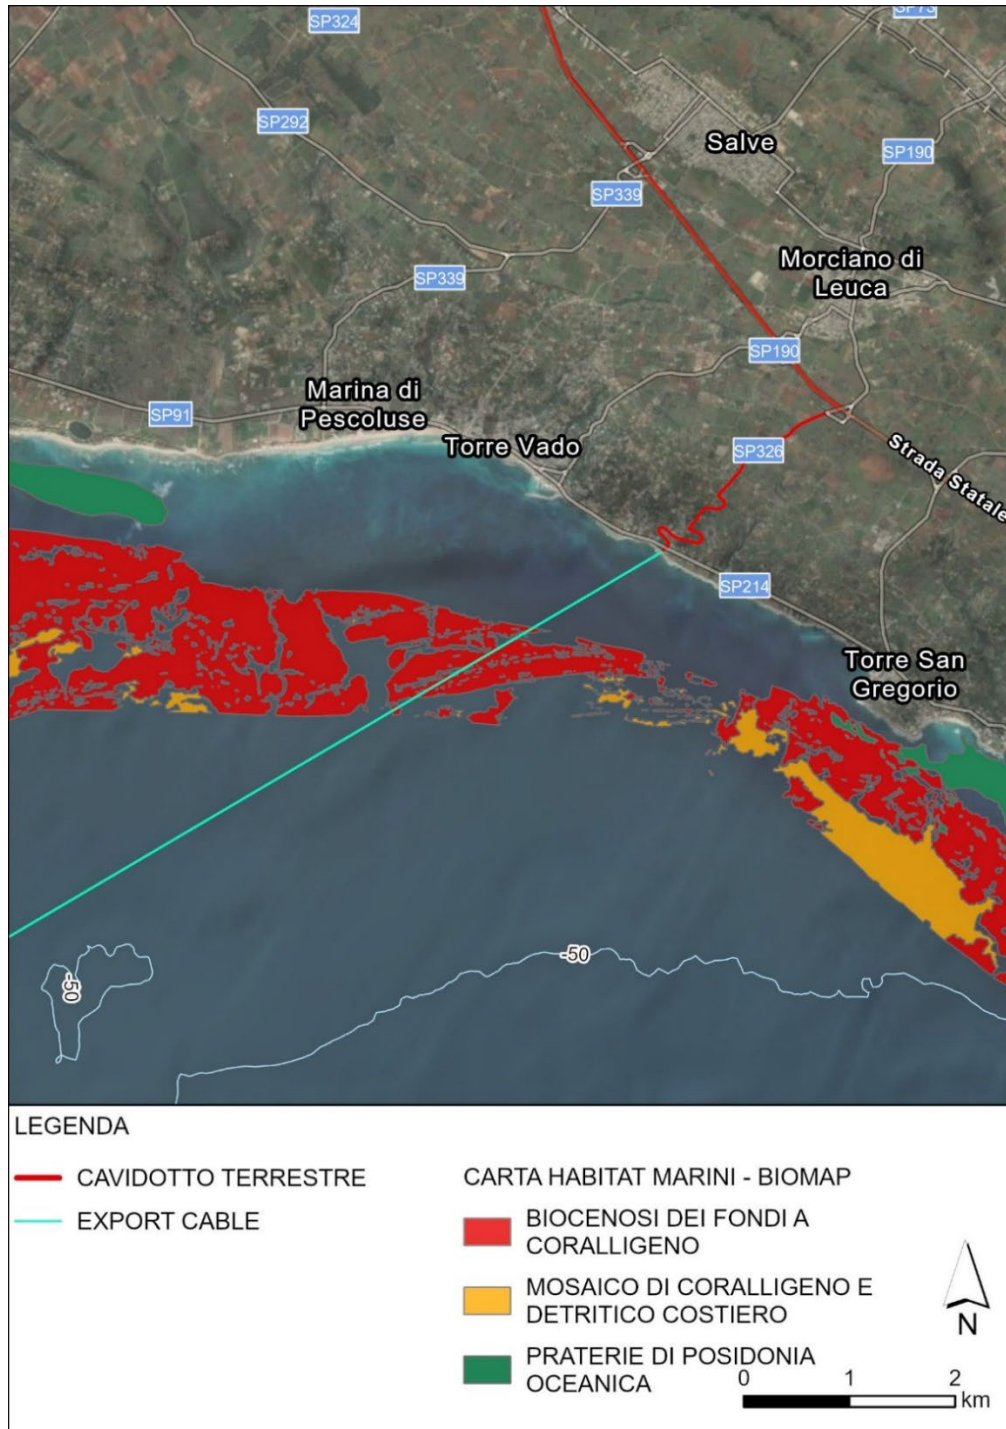 SP324
SP73
SP292
Salve
SP190
SP339
Morciano di
Leuca
SP339
SP190
Marina di
Pescoluse
SP91
Torre Vado
SP326
Strada Statale
SP214
Torre San
Gregorio
-50
-50
LEGENDA
CAVIDOTTO TERRESTRE
EXPORT CABLE
CARTA HABITAT MARINI - BIOMAP
BIOCENOSI DEI FONDI A
CORALLIGENO
MOSAICO DI CORALLIGENO E
DETRITICO COSTIERO
PRATERIE DI POSIDONIA
OCEANICA
N
0 1 2
km